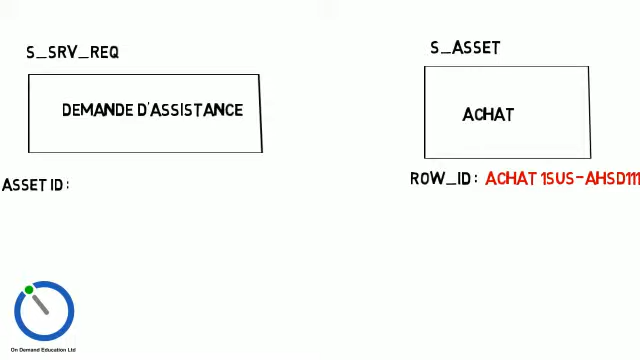 S_SRV_REQ
DEMANDE D'ASSISTANCE
ASSET ID:
S_ASSET
ACHAT
ROW_ID: ACHAT 1SUS-AHSD111
On Demand Education Ltd